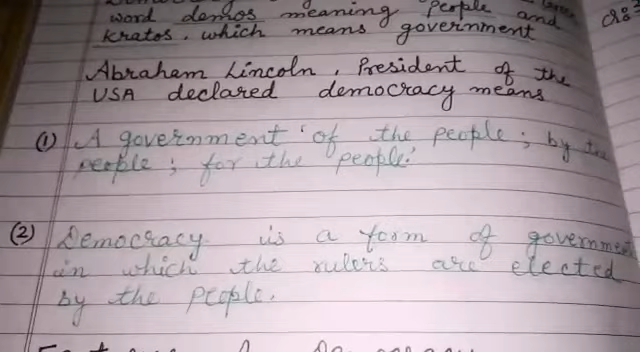 word demos meaning people and
kratos, which means government
Abraham Lincoln, President of the
USA declared democracy means
(1) A government 'of the people; by the
people; for the people.'
(2) Democracy is a form of government
in which the rulers are elected
by the people.